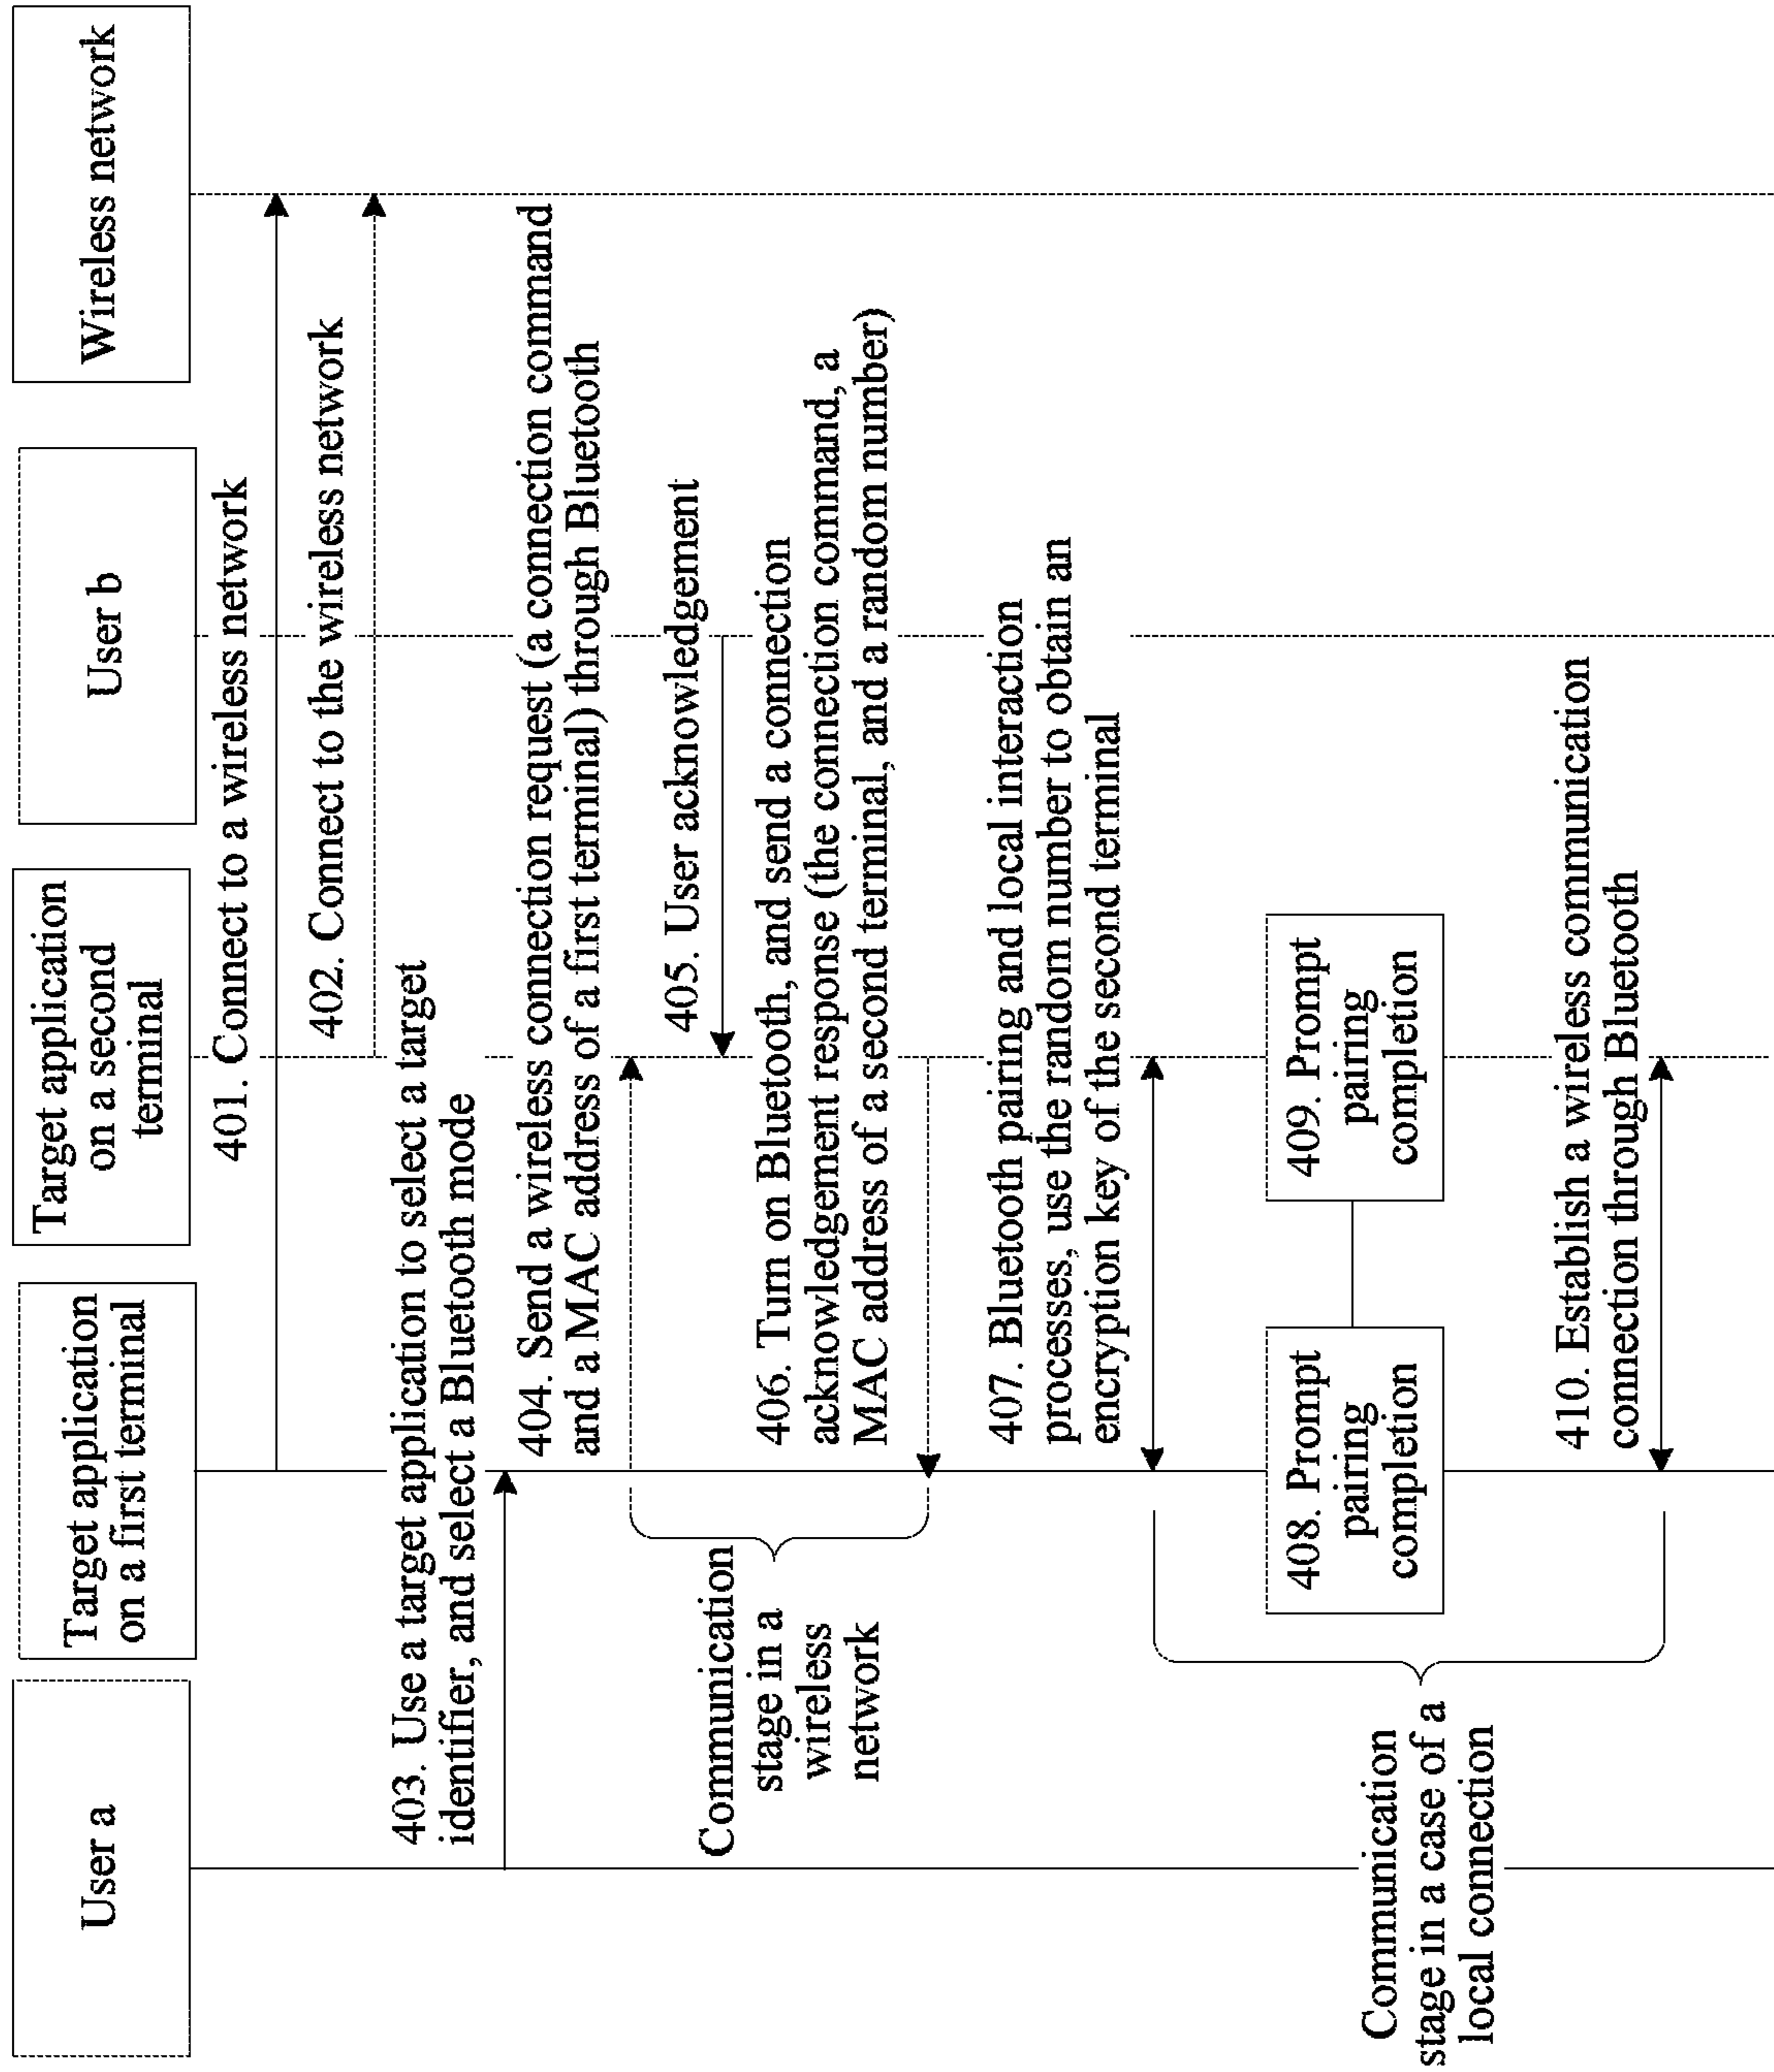 User a
Target application
on a first terminal
Target application
on a second
terminal
User b
Wireless network
401. Connect to a wireless network
402. Connect to the wireless network
403. Use a target application to select a target
identifier, and select a Bluetooth mode
404. Send a wireless connection request (a connection command
and a MAC address of a first terminal) through Bluetooth
405. User acknowledgement
Communication
stage in a
wireless
network
406. Turn on Bluetooth, and send a connection
acknowledgement response (the connection command, a
MAC address of a second terminal, and a random number)
407. Bluetooth pairing and local interaction
processes, use the random number to obtain an
encryption key of the second terminal
408. Prompt
pairing
completion
409. Prompt
pairing
completion
Communication
stage in a case of a
local connection
410. Establish a wireless communication
connection through Bluetooth